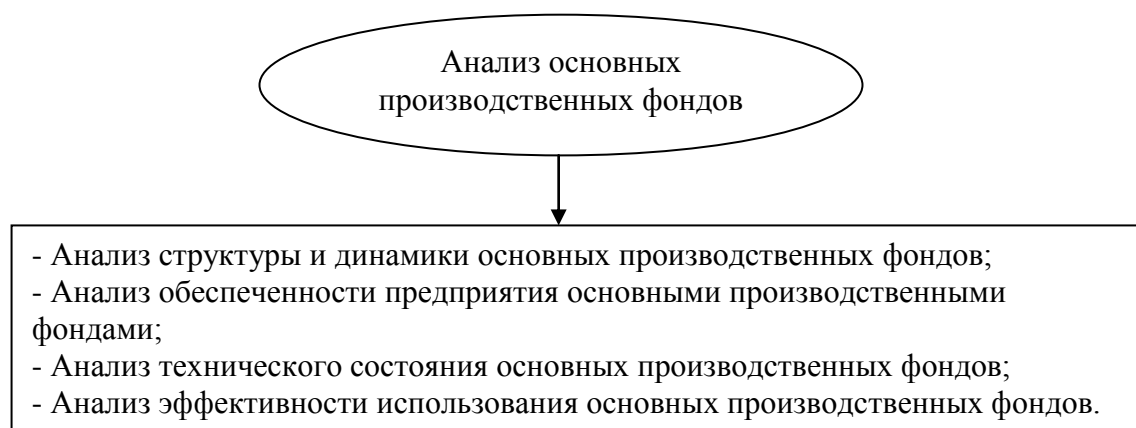 Анализ основных
производственных фондов
- Анализ структуры и динамики основных производственных фондов;
- Анализ обеспеченности предприятия основными производственными
фондами;
- Анализ технического состояния основных производственных фондов;
- Анализ эффективности использования основных производственных фондов.